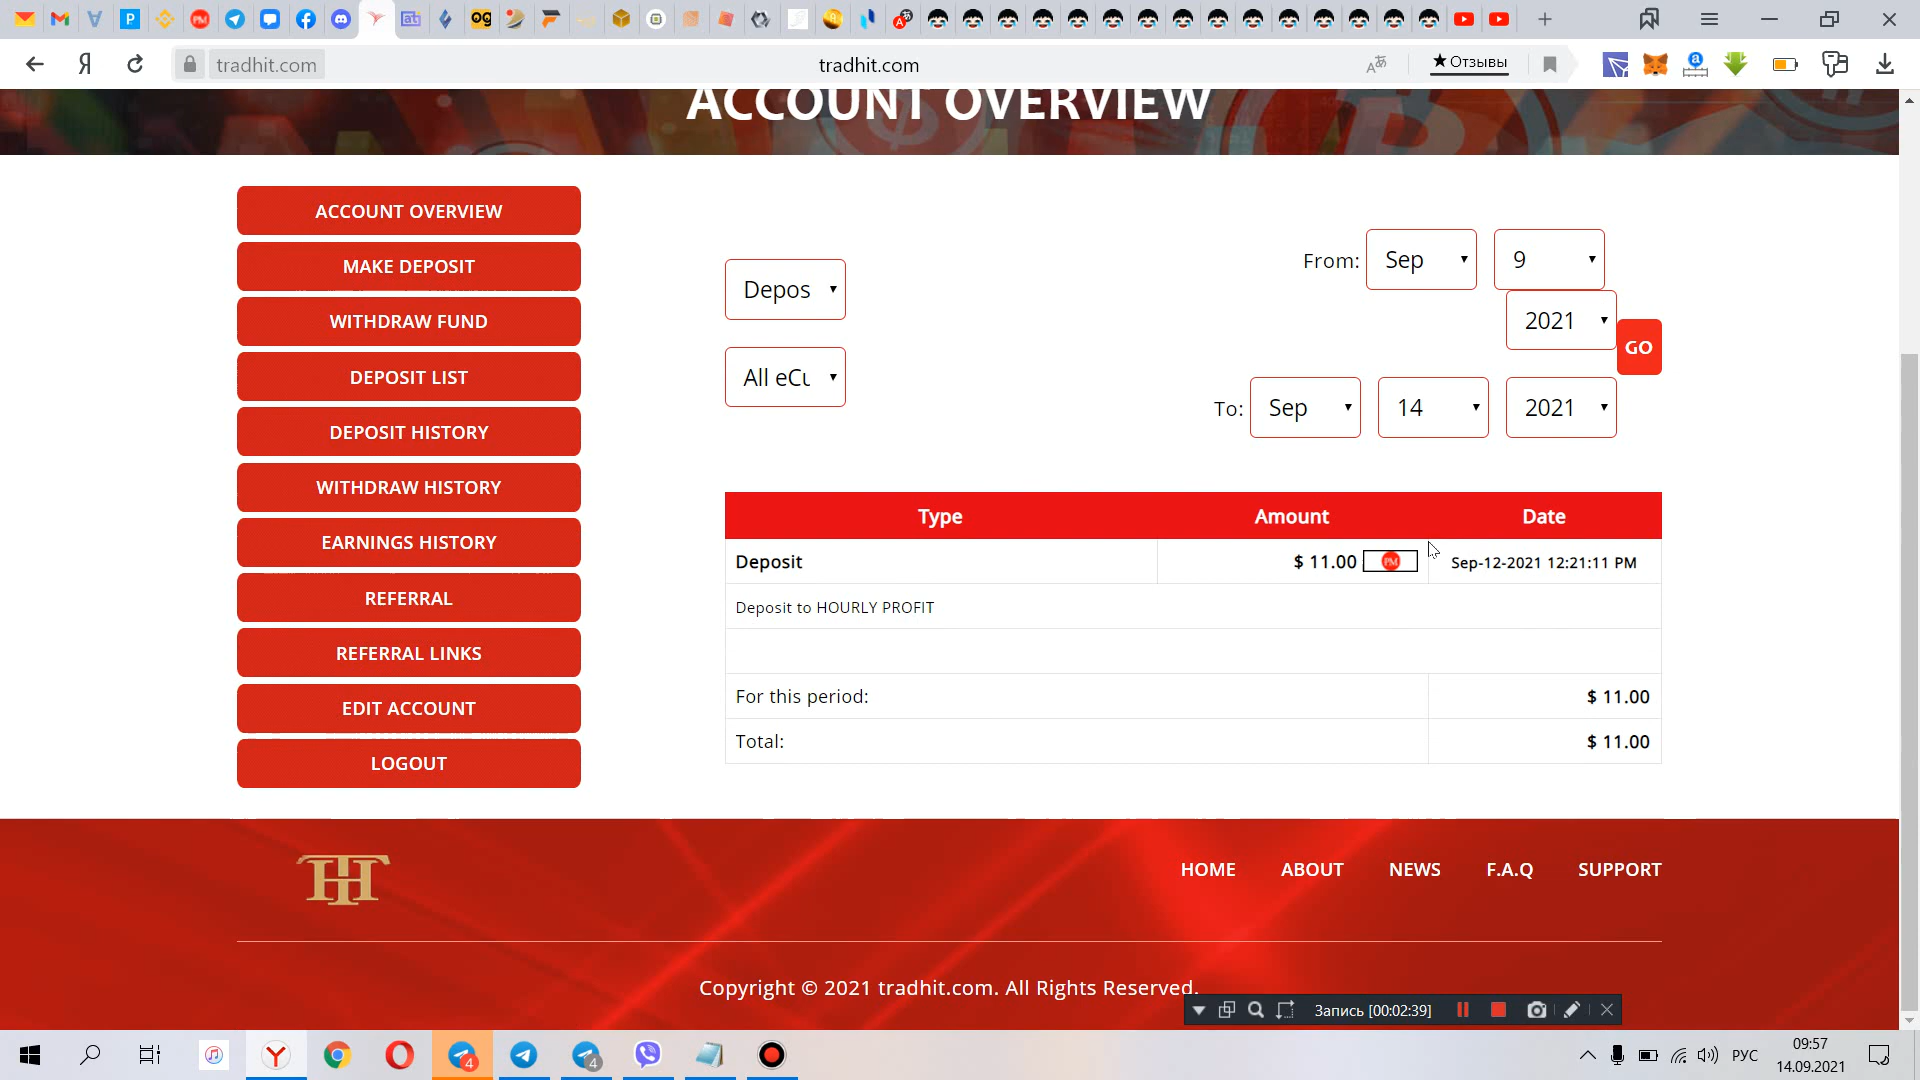 tradhit.com
tradhit.com
★ Отзывы
ACCOUNT OVERVIEW
ACCOUNT OVERVIEW
MAKE DEPOSIT
WITHDRAW FUND
DEPOSIT LIST
DEPOSIT HISTORY
WITHDRAW HISTORY
EARNINGS HISTORY
REFERRAL
REFERRAL LINKS
EDIT ACCOUNT
LOGOUT
Depos
All eCu
From: Sep 9
2021
GO
To: Sep 14 2021
Type Amount Date
Deposit $ 11.00 PM Sep-12-2021 12:21:11 PM
Deposit to HOURLY PROFIT
For this period: $ 11.00
Total: $ 11.00
HOME ABOUT NEWS F.A.Q SUPPORT
Copyright © 2021 tradhit.com. All Rights Reserved.
Запись [00:02:39]
4
4
РУС
09:57
14.09.2021